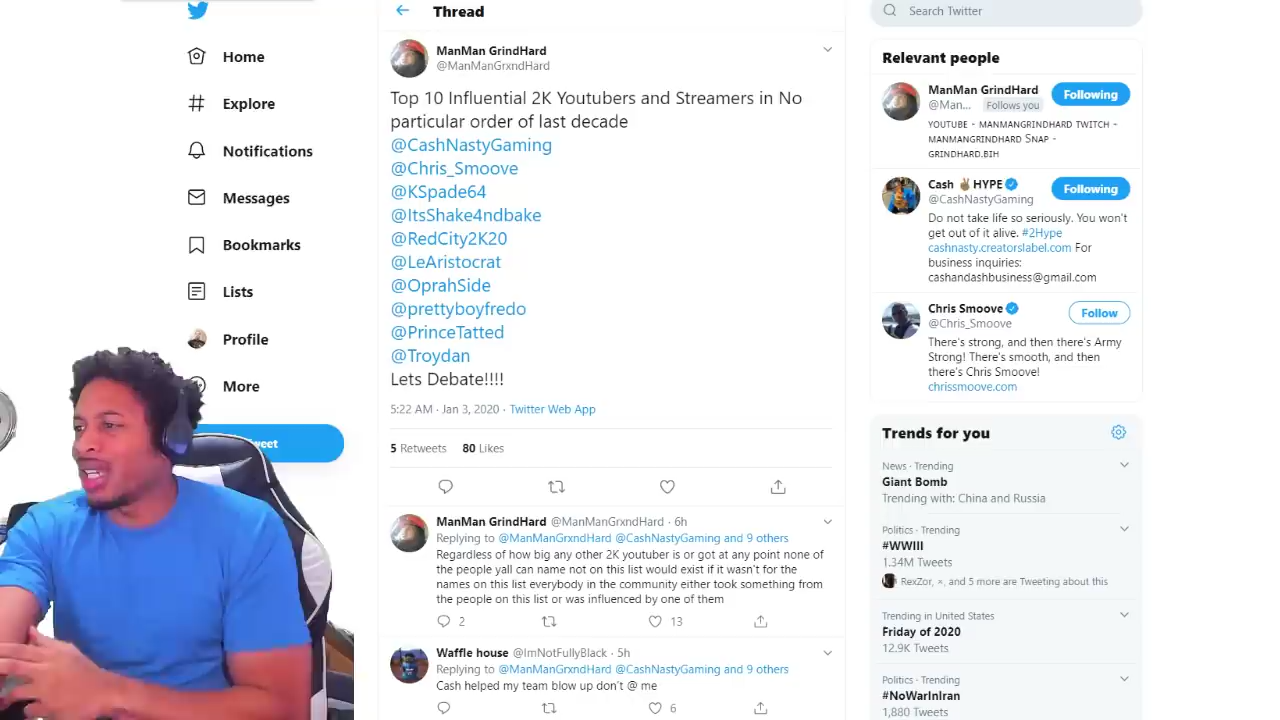 Home
Explore
Notifications
Messages
Bookmarks
Lists
Profile
More
Thread
ManMan GrindHard
@ManManGrxndHard
Top 10 Influential 2K Youtubers and Streamers in No
particular order of last decade
@CashNastyGaming
@Chris_Smoove
@KSpade64
@ItsShake4ndbake
@RedCity2K20
@LeAristocrat
@OprahSide
@prettyboyfredo
@PrinceTatted
@Troydan
Lets Debate!!!!
5:22 AM · Jan 3, 2020 · Twitter Web App
5 Retweets 80 Likes
ManMan GrindHard @ManManGrxndHard · 6h
Replying to @ManManGrxndHard @CashNastyGaming and 9 others
Regardless of how big any other 2K youtuber is or got at any point none of
the people yall can name not on this list would exist if it wasn't for the
names on this list everybody in the community either took something from
the people on this list or was influenced by one of them
2 13
Waffle house @ImNotFullyBlack · 5h
Replying to @ManManGrxndHard @CashNastyGaming and 9 others
Cash helped my team blow up don't @ me
6
Search Twitter
Relevant people
ManMan GrindHard
@Man... Follows you
Following
YOUTUBE - MANMANGRINDHARD TWITCH -
MANMANGRINDHARD SNAP -
GRINDHARD.BIH
Cash ✌🏾 HYPE
@CashNastyGaming
Following
Do not take life so seriously. You won't
get out of it alive. #2Hype
cashnasty.creatorslabel.com For
business inquiries:
cashandashbusiness@gmail.com
Chris Smoove
@Chris_Smoove
Follow
There's strong, and then there's Army
Strong! There's smooth, and then
there's Chris Smoove!
chrissmoove.com
Trends for you
News · Trending
Giant Bomb
Trending with: China and Russia
Politics · Trending
#WWIII
1.34M Tweets
RexZor, ×, and 5 more are Tweeting about this
Trending in United States
Friday of 2020
12.9K Tweets
Politics · Trending
#NoWarInIran
1,880 Tweets